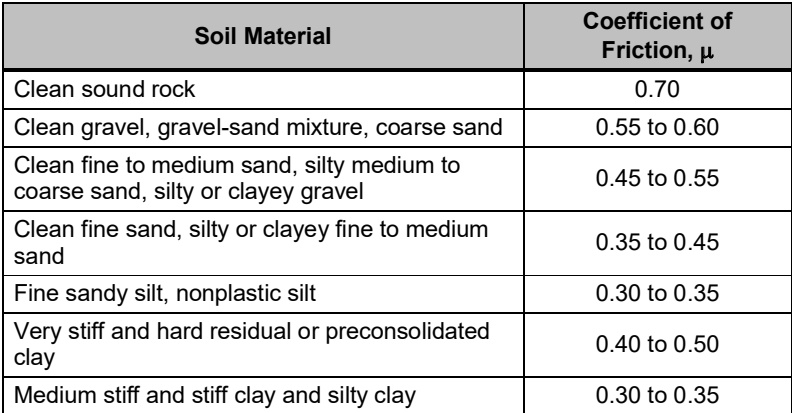 Soil Material
Coefficient of
Friction, μ
Clean sound rock
0.70
Clean gravel, gravel-sand mixture, coarse sand
0.55 to 0.60
Clean fine to medium sand, silty medium to
coarse sand, silty or clayey gravel
0.45 to 0.55
Clean fine sand, silty or clayey fine to medium
sand
0.35 to 0.45
Fine sandy silt, nonplastic silt
0.30 to 0.35
Very stiff and hard residual or preconsolidated
clay
0.40 to 0.50
Medium stiff and stiff clay and silty clay
0.30 to 0.35